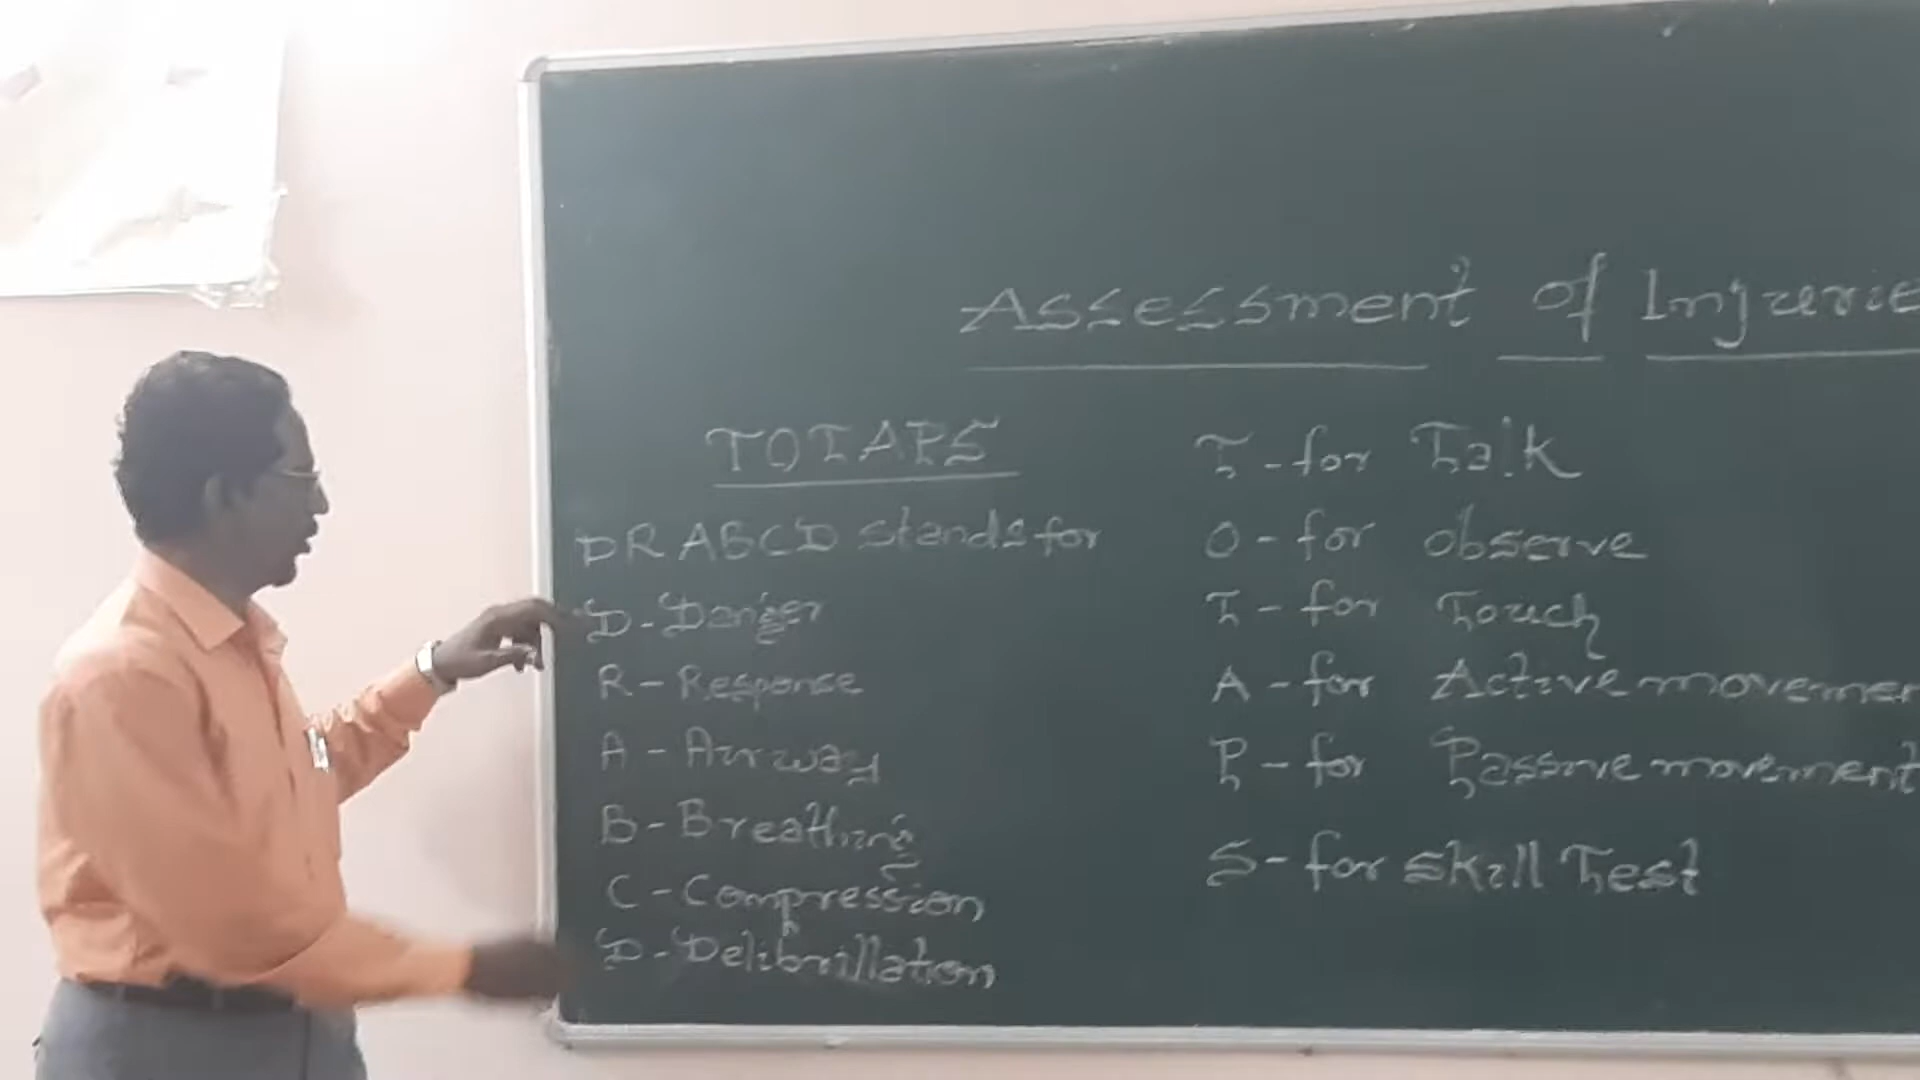 Assessment of Injurie
TOTAPS
DRABCD stands for
D - Danger
R - Response
A - Airway
B - Breathing
C - Compression
D - Delibrillation
T - for Talk
O - for observe
T - for Touch
A - for Active movemen
P - for Passive movement
S - for skill Test